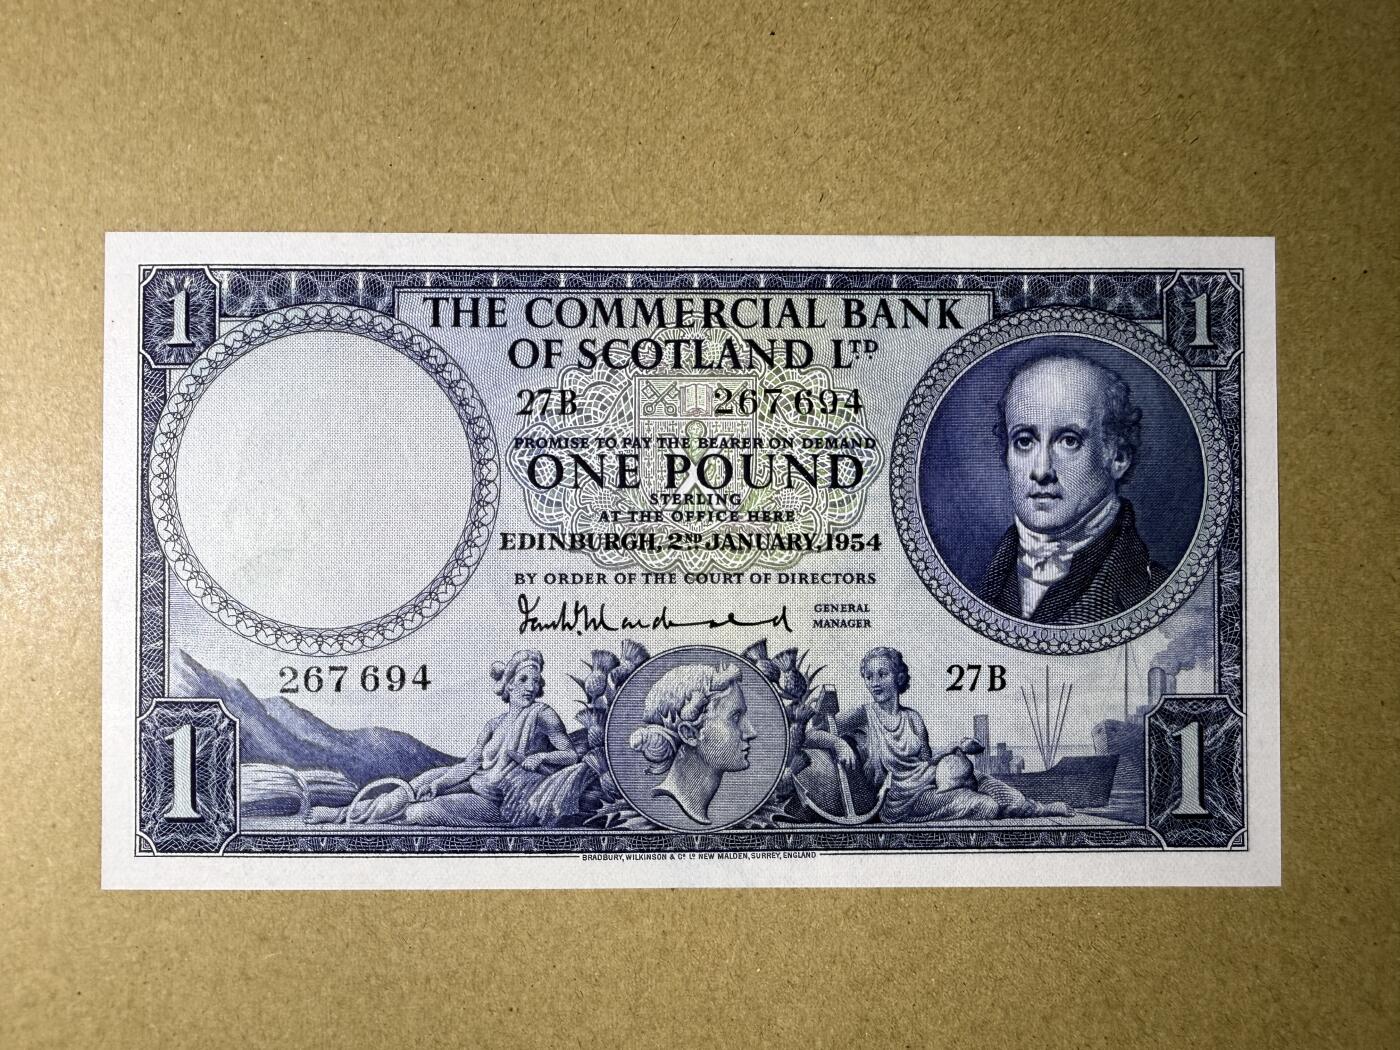 1
1
THE COMMERCIAL BANK
OF SCOTLAND LTD
27B 267694
PROMISE TO PAY THE BEARER ON DEMAND
ONE POUND
STERLING
AT THE OFFICE HERE
EDINBURGH, 2ND JANUARY, 1954
BY ORDER OF THE COURT OF DIRECTORS
GENERAL
MANAGER
267694
27B
1
1
BRADBURY, WILKINSON & Co. Ld. NEW MALDEN, SURREY, ENGLAND